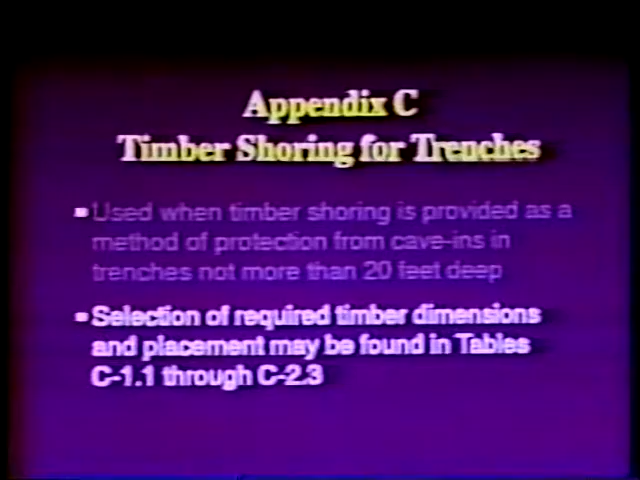 Appendix C
Timber Shoring for Trenches
▪Used when timber shoring is provided as a
method of protection from cave-ins in
trenches not more than 20 feet deep
▪Selection of required timber dimensions
and placement may be found in Tables
C-1.1 through C-2.3